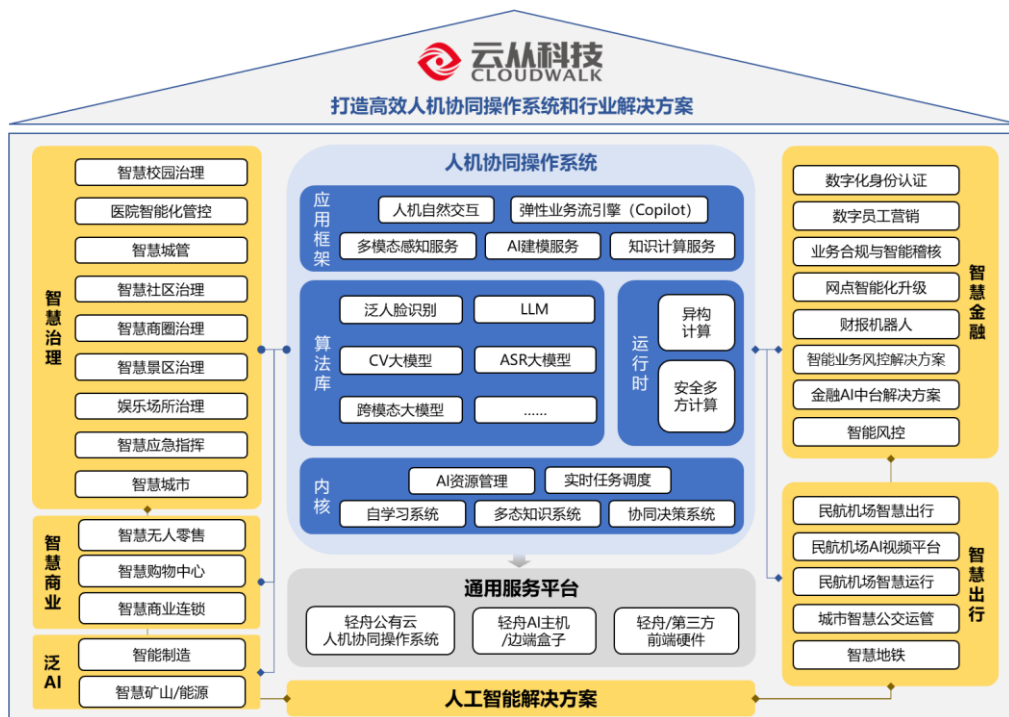 云从科技
CLOUDWALK
打造高效人机协同操作系统和行业解决方案
智慧治理
智慧校园治理
医院智能化管控
智慧城管
智慧社区治理
智慧商圈治理
智慧景区治理
娱乐场所治理
智慧应急指挥
智慧城市
智慧商业
智慧无人零售
智慧购物中心
智慧商业连锁
泛AI
智能制造
智慧矿山/能源
人机协同操作系统
应用框架
人机自然交互
弹性业务流引擎（Copilot）
多模态感知服务
AI建模服务
知识计算服务
算法库
泛人脸识别
LLM
CV大模型
ASR大模型
跨模态大模型
……
运行时
异构
计算
安全多
方计算
内核
AI资源管理
实时任务调度
自学习系统
多态知识系统
协同决策系统
通用服务平台
轻舟公有云
人机协同操作系统
轻舟AI主机
/边端盒子
轻舟/第三方
前端硬件
人工智能解决方案
智慧金融
数字化身份认证
数字员工营销
业务合规与智能稽核
网点智能化升级
财报机器人
智能业务风控解决方案
金融AI中台解决方案
智能风控
智慧出行
民航机场智慧出行
民航机场AI视频平台
民航机场智慧运行
城市智慧公交运管
智慧地铁